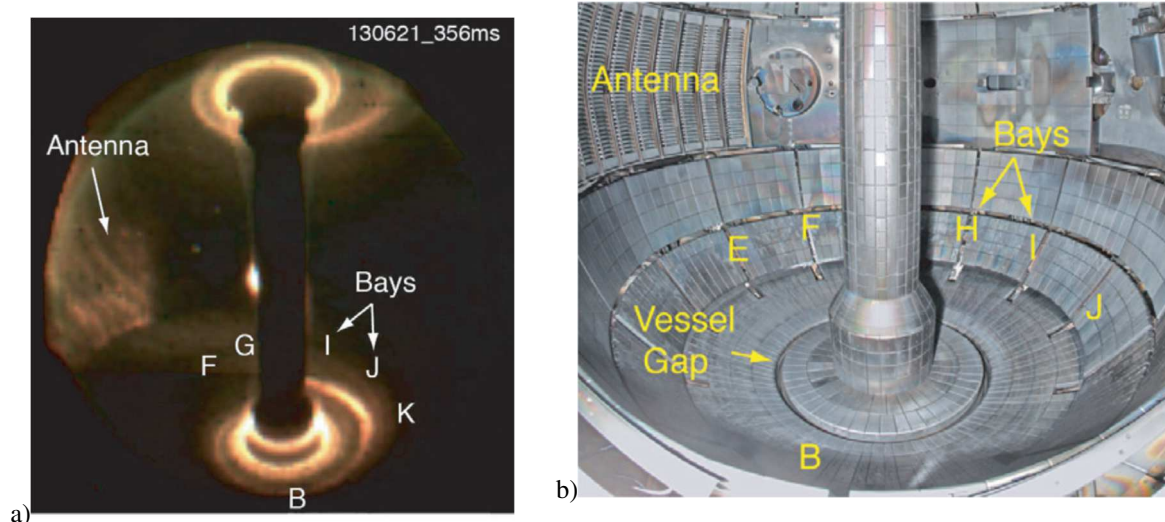 130621_356ms
Antenna
Bays
G
I
F
J
K
B
a)
Antenna
Bays
F
H
E
I
J
Vessel
Gap
B
b)